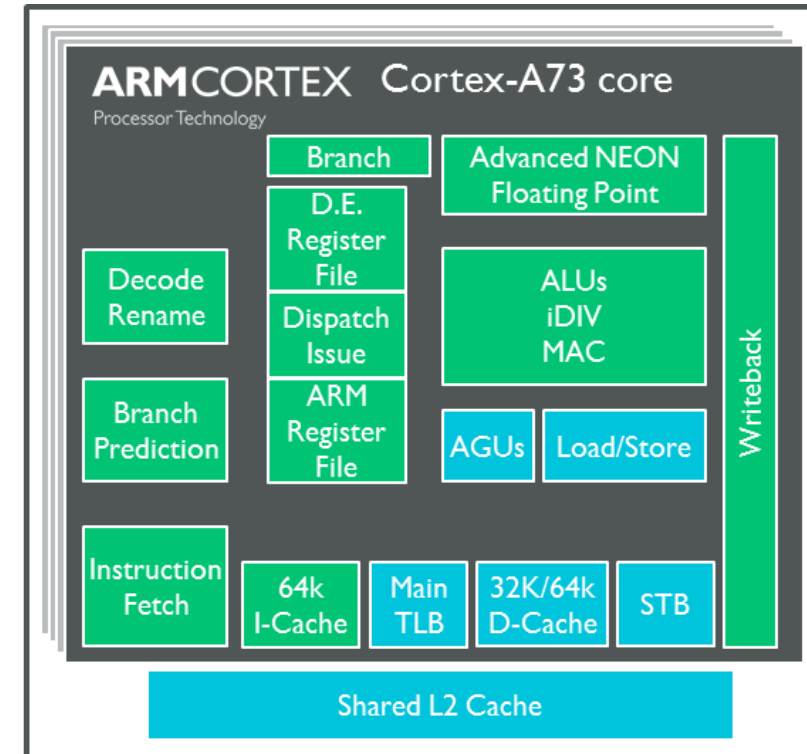 ARMCORTEX Cortex-A73 core
Processor Technology
Branch
Advanced NEON
Floating Point
D.E.
Register
File
Decode
Rename
Dispatch
Issue
ALUs
iDIV
MAC
Branch
Prediction
ARM
Register
File
AGUs
Load/Store
Writeback
Instruction
Fetch
64k
I-Cache
Main
TLB
32K/64k
D-Cache
STB
Shared L2 Cache